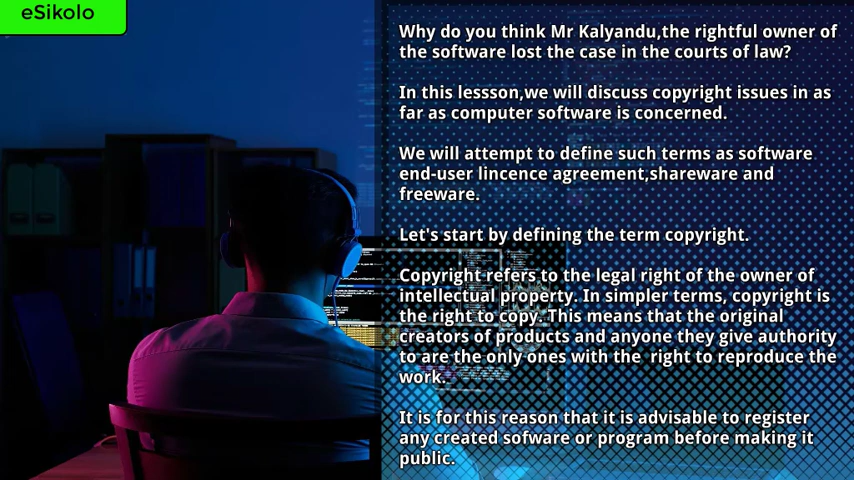 eSikolo
Why do you think Mr Kalyandu,the rightful owner of
the software lost the case in the courts of law?
In this lessson,we will discuss copyright issues in as
far as computer software is concerned.
We will attempt to define such terms as software
end-user lincence agreement,shareware and
freeware.
Let's start by defining the term copyright.
Copyright refers to the legal right of the owner of
intellectual property. In simpler terms, copyright is
the right to copy. This means that the original
creators of products and anyone they give authority
to are the only ones with the right to reproduce the
work.
It is for this reason that it is advisable to register
any created sofware or program before making it
public.